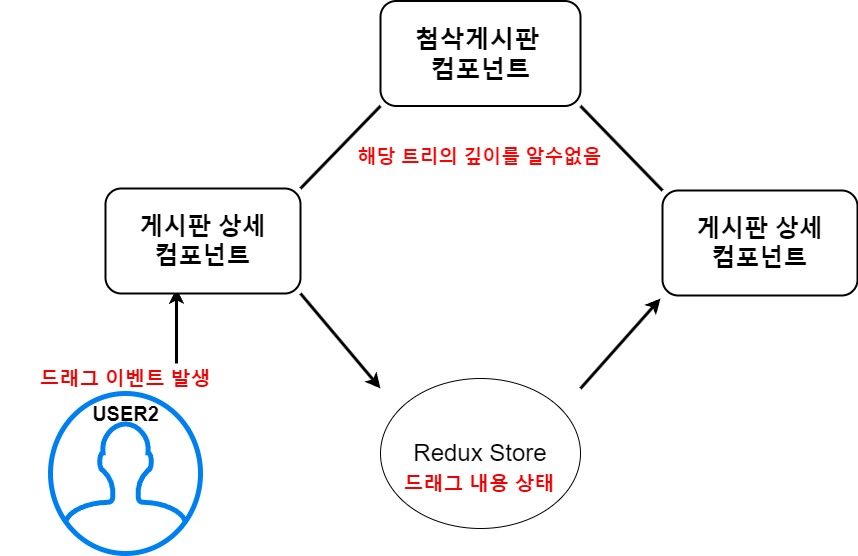 첨삭게시판
컴포넌트
해당 트리의 깊이를 알수없음
게시판 상세
컴포넌트
게시판 상세
컴포넌트
드래그 이벤트 발생
USER2
Redux Store
드래그 내용 상태